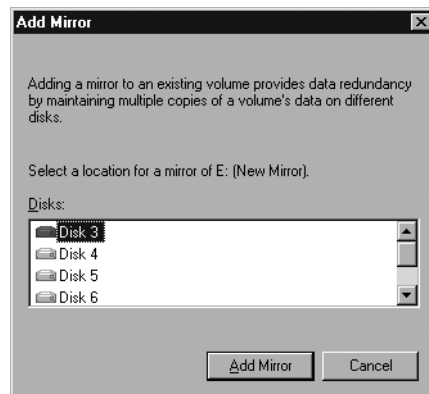 Add Mirror
Adding a mirror to an existing volume provides data redundancy
by maintaining multiple copies of a volume's data on different
disks.
Select a location for a mirror of E: (New Mirror).
Disks:
Disk 3
Disk 4
Disk 5
Disk 6
Add Mirror Cancel